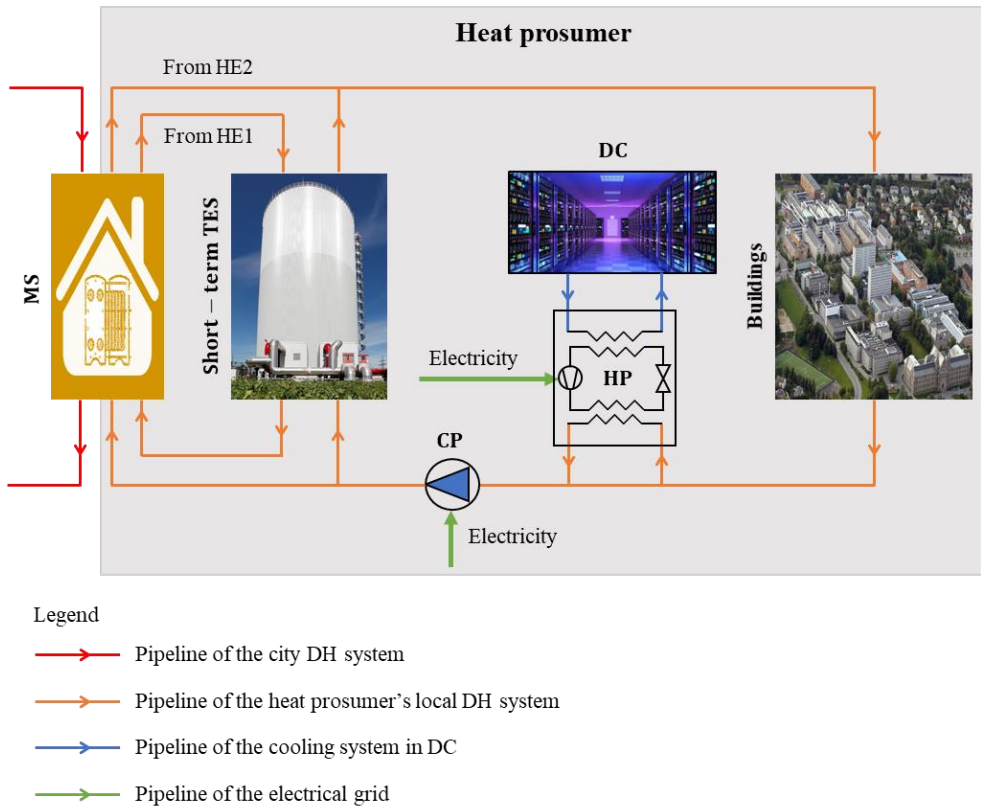 Heat prosumer
From HE2
From HE1
DC
MS
Short – term TES
Buildings
Electricity
HP
CP
Electricity
Legend
Pipeline of the city DH system
Pipeline of the heat prosumer's local DH system
Pipeline of the cooling system in DC
Pipeline of the electrical grid